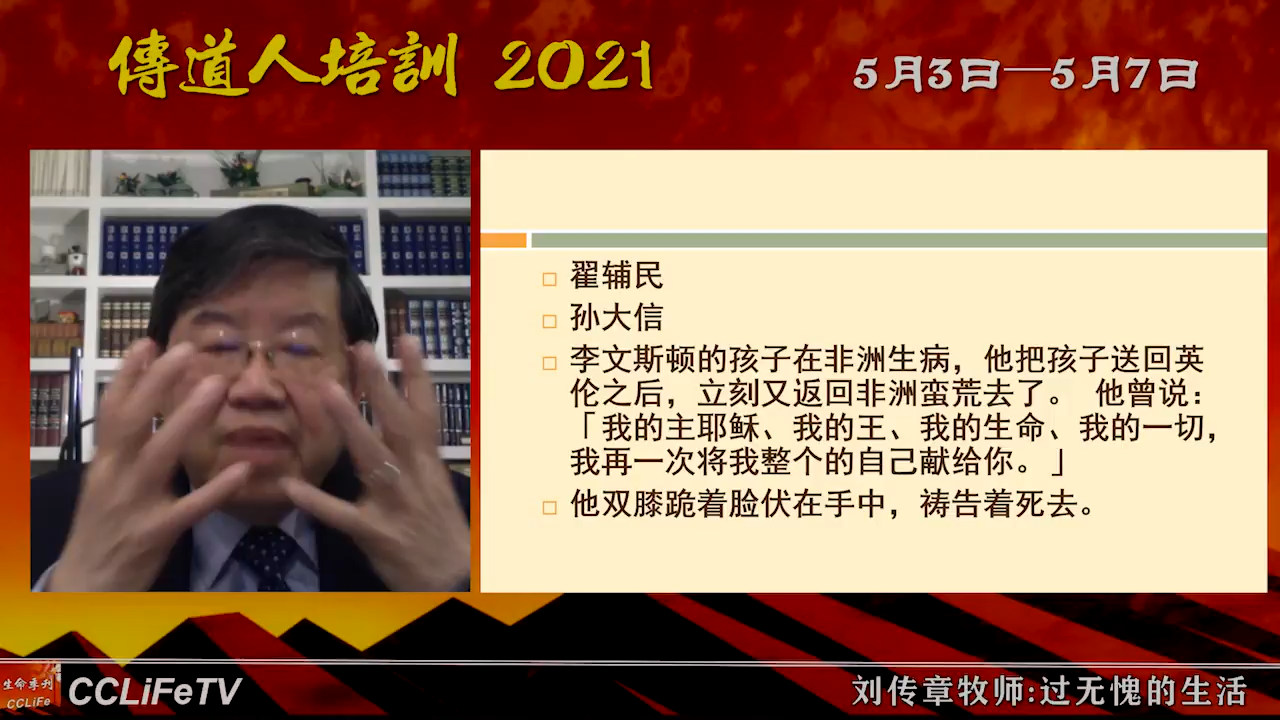 傳道人培訓 2021
5月3日—5月7日
翟辅民
孙大信
李文斯顿的孩子在非洲生病，他把孩子送回英
伦之后，立刻又返回非洲蛮荒去了。 他曾说：
「我的主耶稣、我的王、我的生命、我的一切，
我再一次将我整个的自己献给你。」
他双膝跪着脸伏在手中，祷告着死去。
生命季刊
CCLiFe
CCLiFeTV
刘传章牧师:过无愧的生活